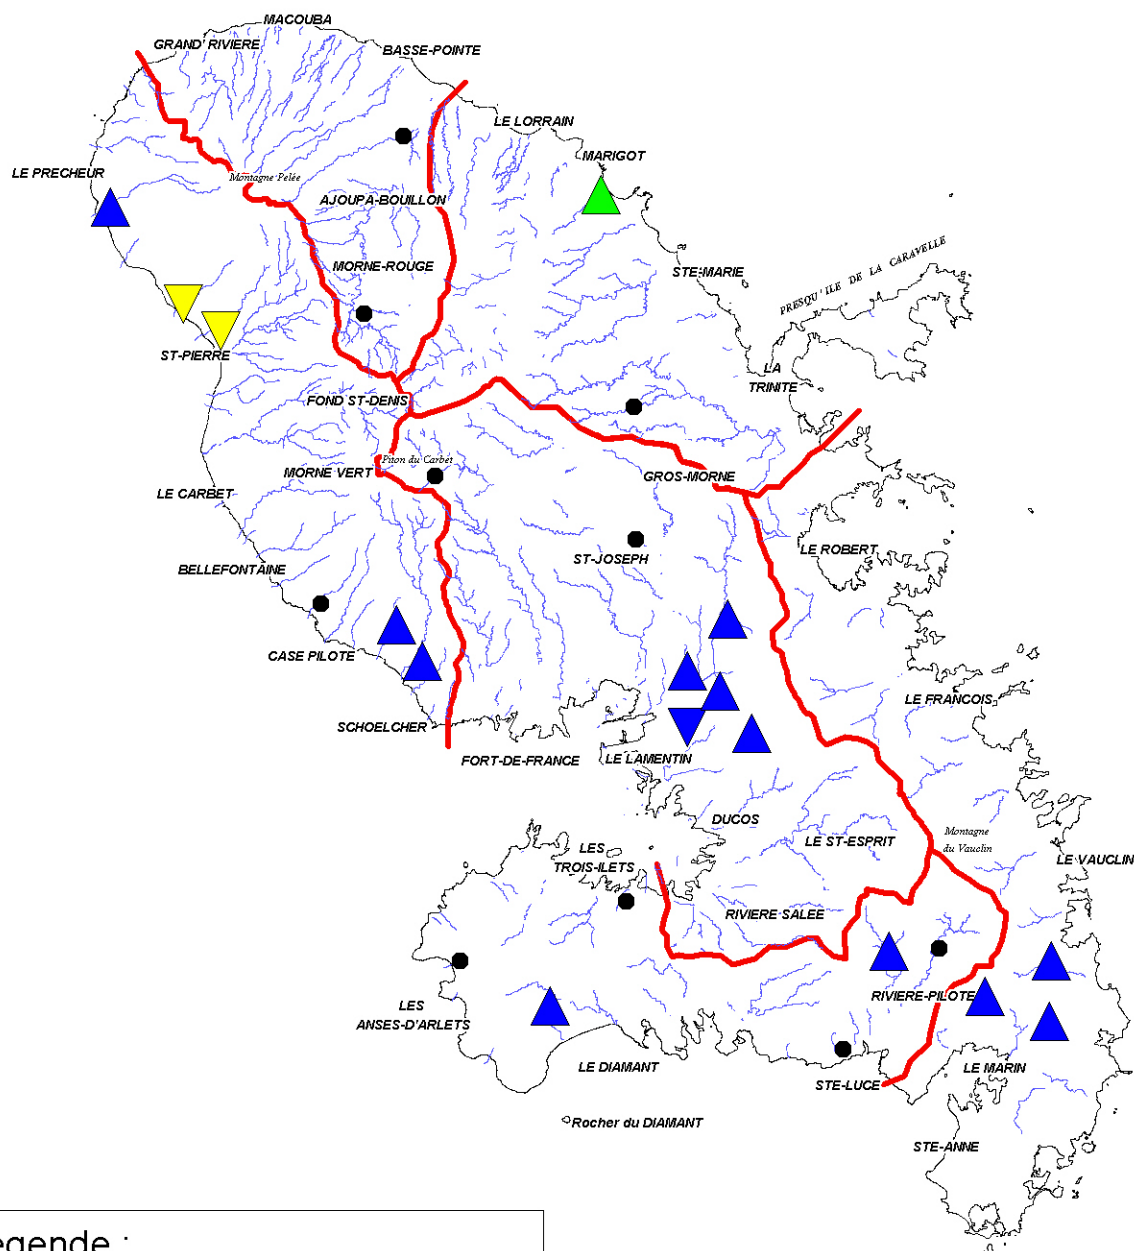 MACOUBA
GRAND' RIVIERE
BASSE-POINTE
LE LORRAIN
MARIGOT
LE PRECHEUR
Montagne Pelée
AJOUPA-BOUILLON
MORNE-ROUGE
STE-MARIE
PRESQU'ILE DE LA CARAVELLE
ST-PIERRE
LA
TRINITE
FOND ST-DENIS
Piton du Carbet
MORNE VERT
GROS-MORNE
LE CARBET
LE ROBERT
ST-JOSEPH
BELLEFONTAINE
CASE PILOTE
LE FRANCOIS
SCHOELCHER
FORT-DE-FRANCE
LE LAMENTIN
DUCOS
LE ST-ESPRIT
Montagne
du Vauclin
LES
TROIS-ILETS
LE VAUCLIN
RIVIERE SALEE
RIVIERE-PILOTE
LES
ANSES-D'ARLETS
LE DIAMANT
LE MARIN
STE-LUCE
Rocher du DIAMANT
STE-ANNE
egende :